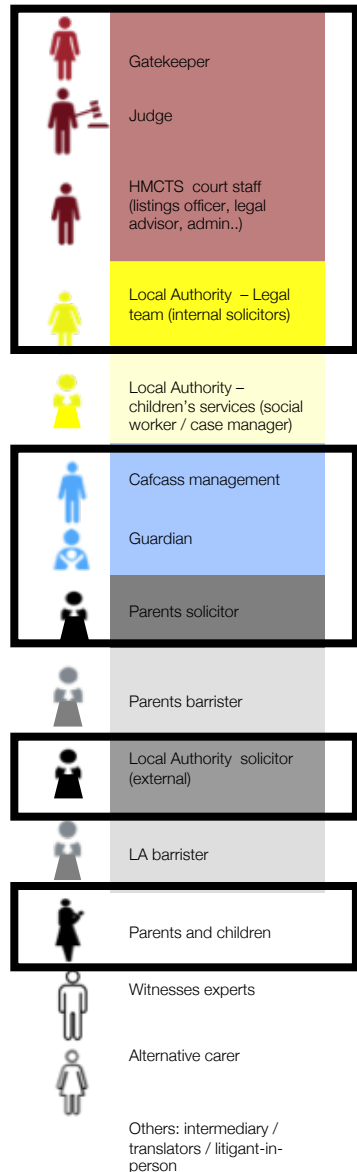 Gatekeeper
Judge
HMCTS court staff
(listings officer, legal
advisor, admin..)
Local Authority – Legal
team (internal solicitors)
Local Authority –
children's services (social
worker / case manager)
Cafcass management
Guardian
Parents solicitor
Parents barrister
Local Authority solicitor
(external)
LA barrister
Parents and children
Witnesses experts
Alternative carer
Others: intermediary /
translators / litigant-in-
person